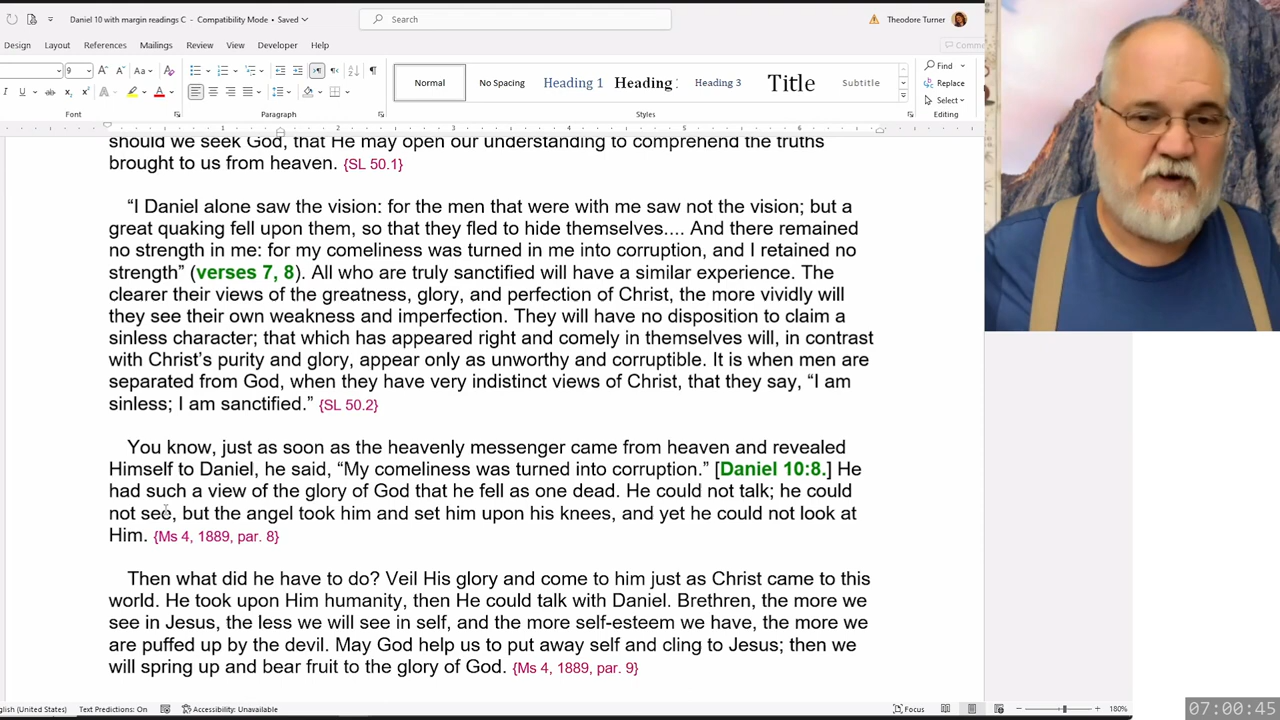 Daniel 10 with margin readings C - Compatibility Mode • Saved
Search
Theodore Turner
Design Layout References Mailings Review View Developer Help
Comme
9
Aa
Normal
No Spacing
Heading 1
Heading
Heading 3
Title
Subtitle
Find
Replace
Select
Font
Paragraph
Styles
Editing
2 3 4 5 6
should we seek God, that He may open our understanding to comprehend the truths
brought to us from heaven. {SL 50.1}
“I Daniel alone saw the vision: for the men that were with me saw not the vision; but a
great quaking fell upon them, so that they fled to hide themselves.... And there remained
no strength in me: for my comeliness was turned in me into corruption, and I retained no
strength” (verses 7, 8). All who are truly sanctified will have a similar experience. The
clearer their views of the greatness, glory, and perfection of Christ, the more vividly will
they see their own weakness and imperfection. They will have no disposition to claim a
sinless character; that which has appeared right and comely in themselves will, in contrast
with Christ’s purity and glory, appear only as unworthy and corruptible. It is when men are
separated from God, when they have very indistinct views of Christ, that they say, “I am
sinless; I am sanctified.” {SL 50.2}
You know, just as soon as the heavenly messenger came from heaven and revealed
Himself to Daniel, he said, “My comeliness was turned into corruption.” [Daniel 10:8.] He
had such a view of the glory of God that he fell as one dead. He could not talk; he could
not see, but the angel took him and set him upon his knees, and yet he could not look at
Him. {Ms 4, 1889, par. 8}
Then what did he have to do? Veil His glory and come to him just as Christ came to this
world. He took upon Him humanity, then He could talk with Daniel. Brethren, the more we
see in Jesus, the less we will see in self, and the more self-esteem we have, the more we
are puffed up by the devil. May God help us to put away self and cling to Jesus; then we
will spring up and bear fruit to the glory of God. {Ms 4, 1889, par. 9}
glish (United States) Text Predictions: On Accessibility: Unavailable
Focus
180%
07:00:45